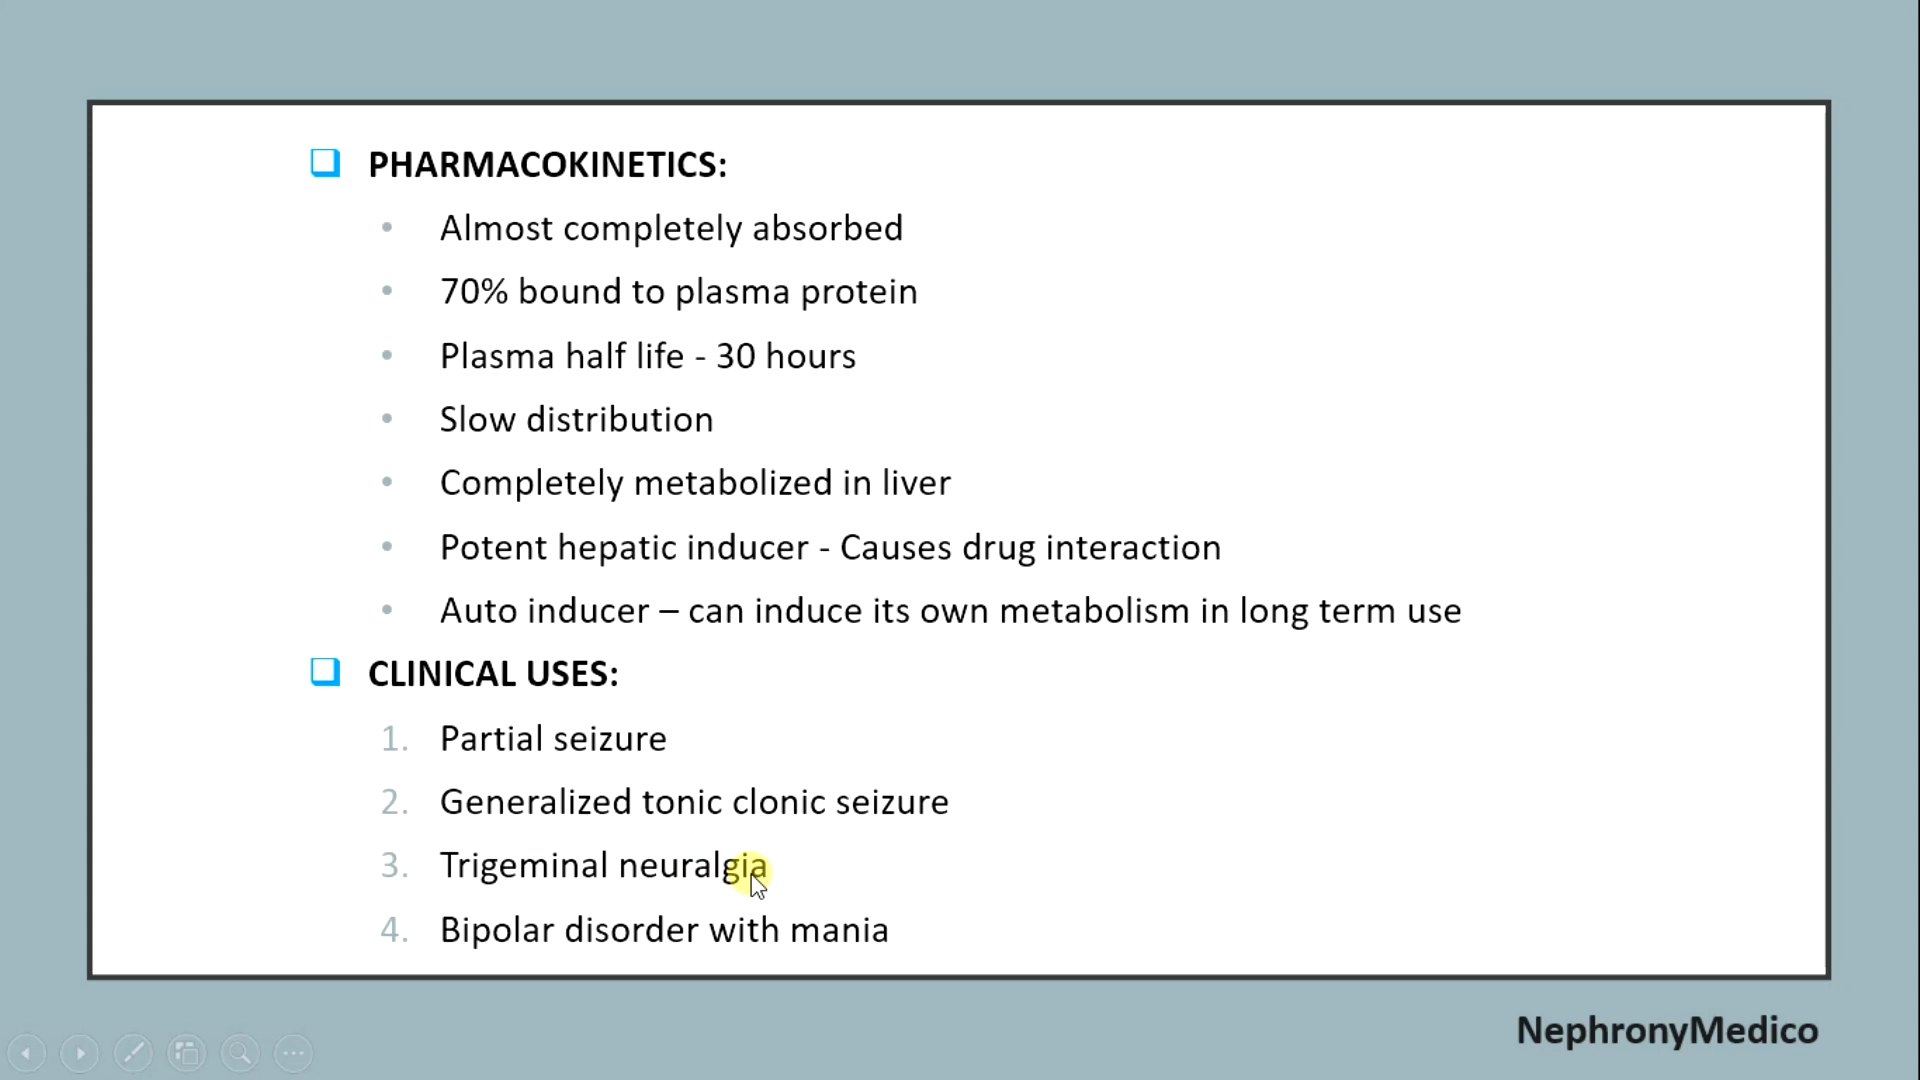 PHARMACOKINETICS:
• Almost completely absorbed
• 70% bound to plasma protein
• Plasma half life - 30 hours
• Slow distribution
• Completely metabolized in liver
• Potent hepatic inducer - Causes drug interaction
• Auto inducer – can induce its own metabolism in long term use
CLINICAL USES:
1. Partial seizure
2. Generalized tonic clonic seizure
3. Trigeminal neuralgia
4. Bipolar disorder with mania
NephronyMedico